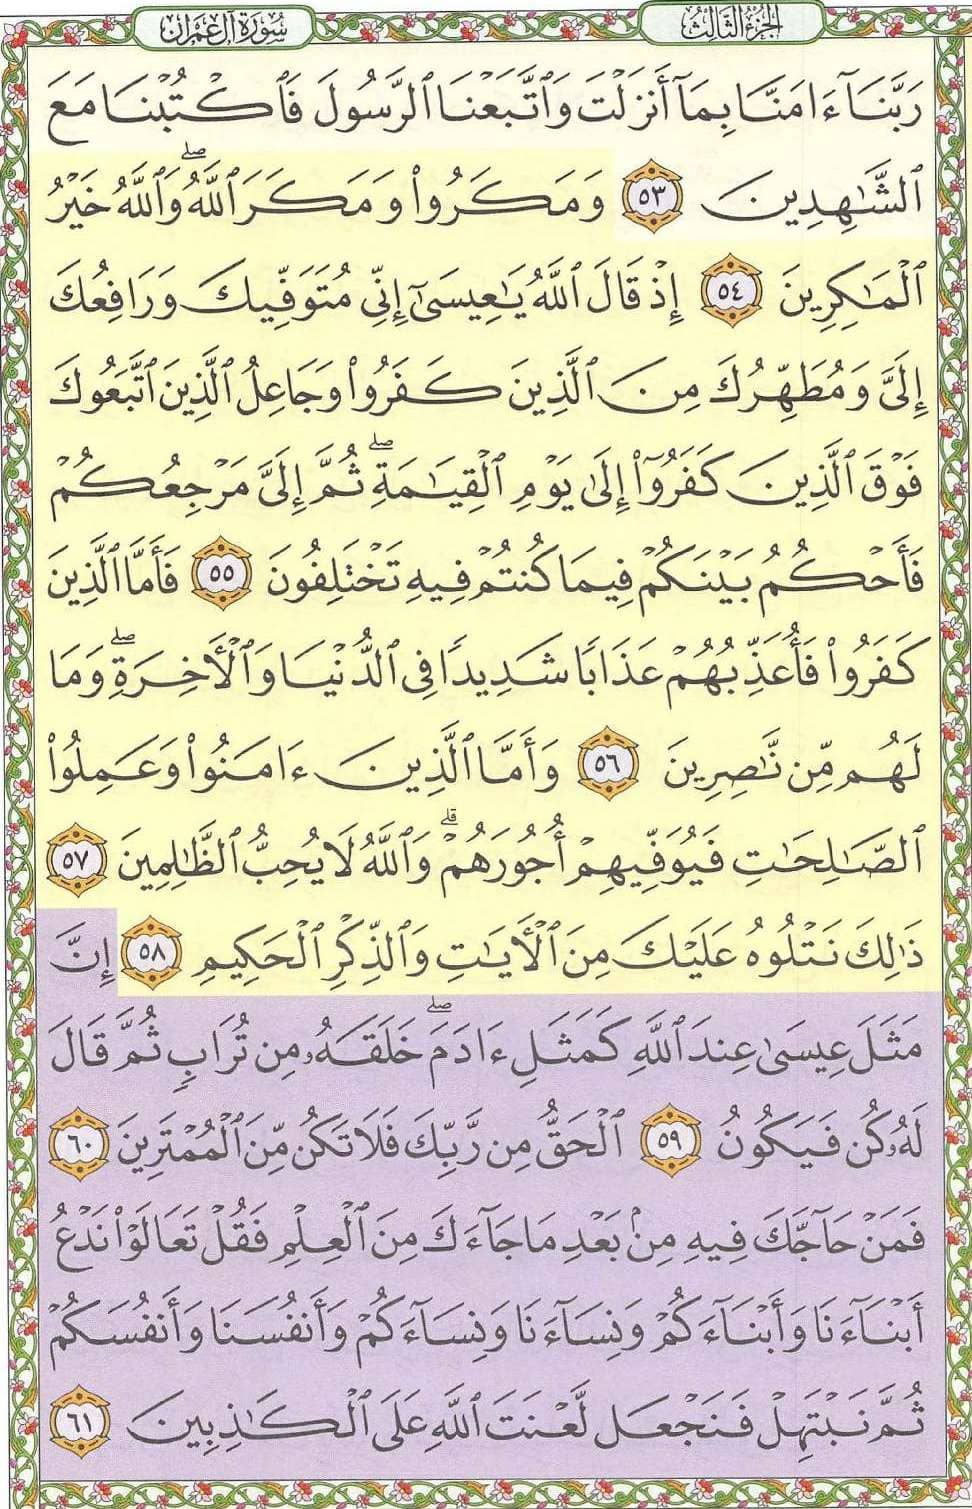 سُورَةُ آلِ عِمْرَانَ
الجُزْءُ الثَّالِثُ
رَبَّنَآ ءَامَنَّا بِمَآ أَنزَلْتَ وَٱتَّبَعْنَا ٱلرَّسُولَ فَٱكْتُبْنَا مَعَ
ٱلشَّٰهِدِينَ ٥٣ وَمَكَرُوا۟ وَمَكَرَ ٱللَّهُۖ وَٱللَّهُ خَيْرُ
ٱلْمَٰكِرِينَ ٥٤ إِذْ قَالَ ٱللَّهُ يَٰعِيسَىٰٓ إِنِّى مُتَوَفِّيكَ وَرَافِعُكَ
إِلَىَّ وَمُطَهِّرُكَ مِنَ ٱلَّذِينَ كَفَرُوا۟ وَجَاعِلُ ٱلَّذِينَ ٱتَّبَعُوكَ
فَوْقَ ٱلَّذِينَ كَفَرُوٓا۟ إِلَىٰ يَوْمِ ٱلْقِيَٰمَةِۖ ثُمَّ إِلَىَّ مَرْجِعُكُمْ
فَأَحْكُمُ بَيْنَكُمْ فِيمَا كُنتُمْ فِيهِ تَخْتَلِفُونَ ٥٥ فَأَمَّا ٱلَّذِينَ
كَفَرُوا۟ فَأُعَذِّبُهُمْ عَذَابًا شَدِيدًا فِى ٱلدُّنْيَا وَٱلْأَخِرَةِۖ وَمَا
لَهُم مِّن نَّٰصِرِينَ ٥٦ وَأَمَّا ٱلَّذِينَ ءَامَنُوا۟ وَعَمِلُوا۟
ٱلصَّٰلِحَٰتِ فَيُوَفِّيهِمْ أُجُورَهُمْۗ وَٱللَّهُ لَا يُحِبُّ ٱلظَّٰلِمِينَ ٥٧
ذَٰلِكَ نَتْلُوهُ عَلَيْكَ مِنَ ٱلْأَيَٰتِ وَٱلذِّكْرِ ٱلْحَكِيمِ ٥٨ إِنَّ
مَثَلَ عِيسَىٰ عِندَ ٱللَّهِ كَمَثَلِ ءَادَمَۖ خَلَقَهُۥ مِن تُرَابٍ ثُمَّ قَالَ
لَهُۥ كُن فَيَكُونُ ٥٩ ٱلْحَقُّ مِن رَّبِّكَ فَلَا تَكُن مِّنَ ٱلْمُمْتَرِينَ ٦٠
فَمَنْ حَآجَّكَ فِيهِ مِنۢ بَعْدِ مَا جَآءَكَ مِنَ ٱلْعِلْمِ فَقُلْ تَعَالَوْا۟ نَدْعُ
أَبْنَآءَنَا وَأَبْنَآءَكُمْ وَنِسَآءَنَا وَنِسَآءَكُمْ وَأَنفُسَنَا وَأَنفُسَكُمْ
ثُمَّ نَبْتَهِلْ فَنَجْعَل لَّعْنَتَ ٱللَّهِ عَلَى ٱلْكَٰذِبِينَ ٦١